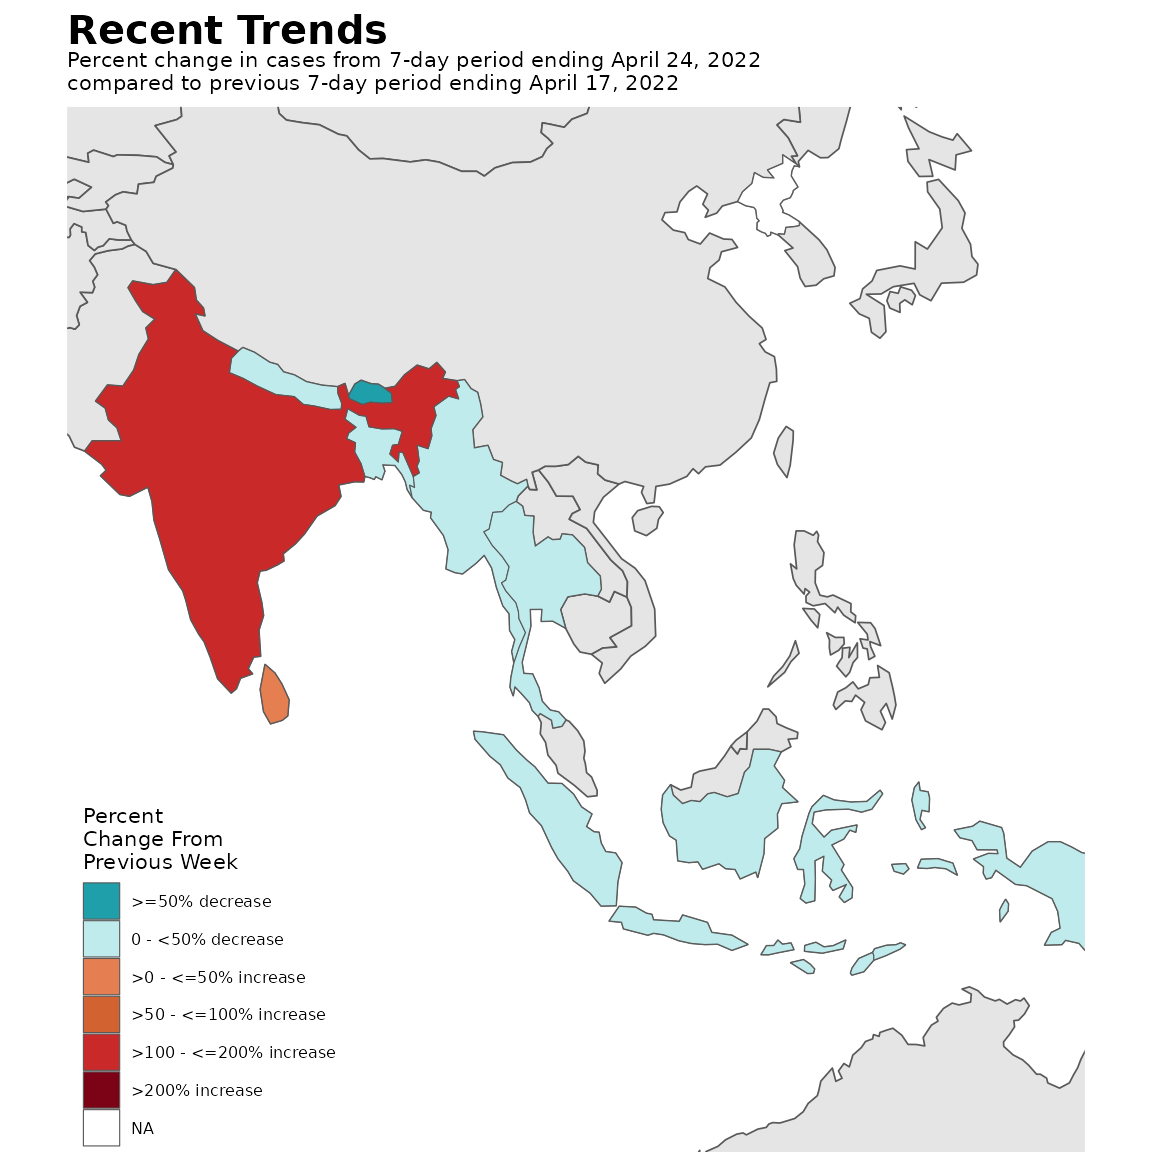 Recent Trends
Percent change in cases from 7-day period ending April 24, 2022
compared to previous 7-day period ending April 17, 2022
Percent
Change From
Previous Week
>=50% decrease
0 - <50% decrease
>0 - <=50% increase
>50 - <=100% increase
>100 - <=200% increase
>200% increase
NA